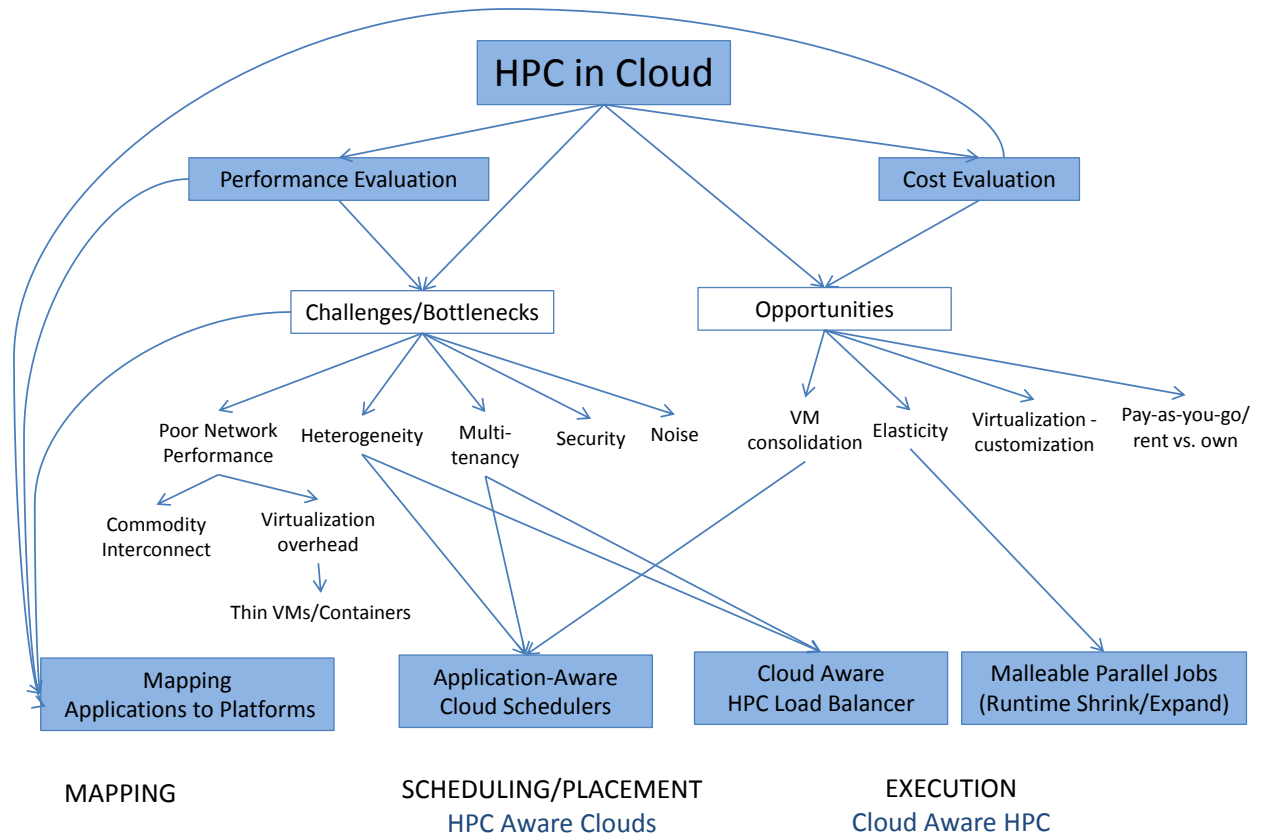 HPC in Cloud
Performance Evaluation
Cost Evaluation
Challenges/Bottlenecks
Opportunities
Poor Network
Performance
Heterogeneity
Multi-
tenancy
Security
Noise
VM
consolidation
Elasticity
Virtualization -
customization
Pay-as-you-go/
rent vs. own
Commodity
Interconnect
Virtualization
overhead
Thin VMs/Containers
Mapping
Applications to Platforms
Application-Aware
Cloud Schedulers
Cloud Aware
HPC Load Balancer
Malleable Parallel Jobs
(Runtime Shrink/Expand)
MAPPING
SCHEDULING/PLACEMENT
HPC Aware Clouds
EXECUTION
Cloud Aware HPC